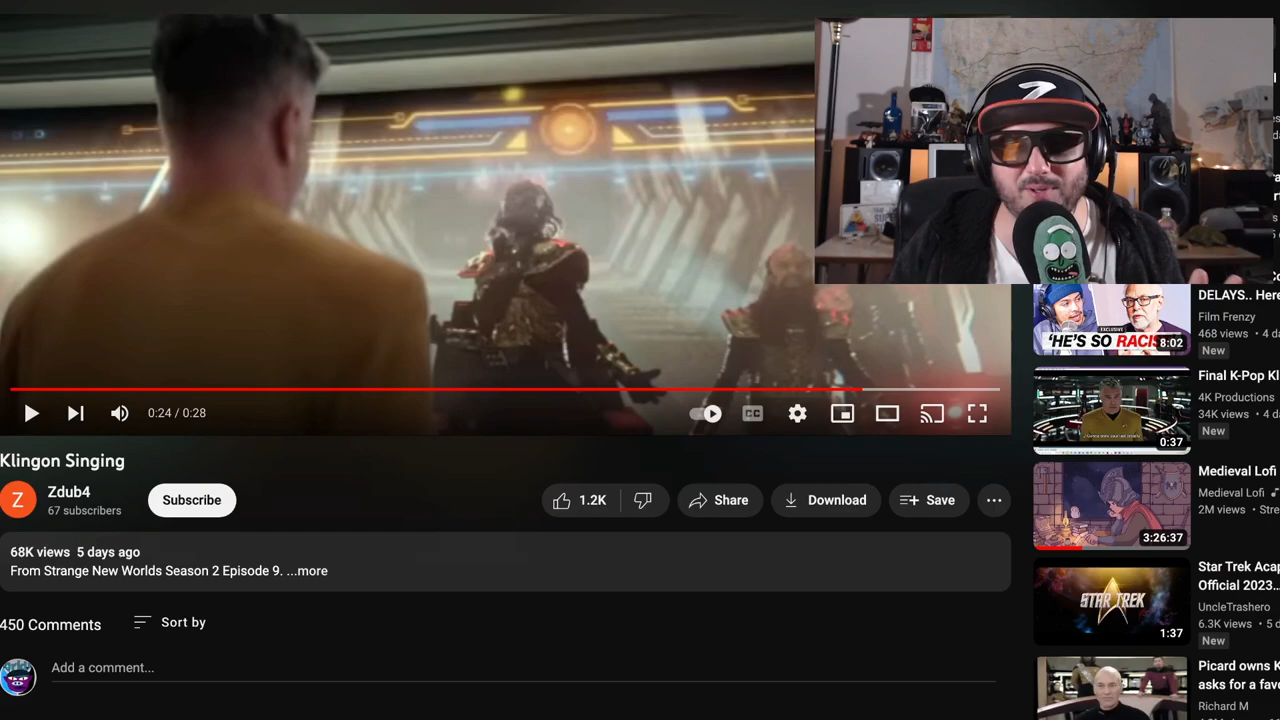 0:24 / 0:28
CC
Klingon Singing
Z
Zdub4
67 subscribers
Subscribe
1.2K
Share
Download
Save
68K views 5 days ago
From Strange New Worlds Season 2 Episode 9. ...more
450 Comments
Sort by
Add a comment...
EXCLUSIVE
'HE'S SO RACIS
8:02
DELAYS.. Here
Film Frenzy
468 views • 4 d
New
0:37
Final K-Pop Kl
4K Productions
34K views • 4 d
New
3:26:37
Medieval Lofi
Medieval Lofi
2M views • Stre
STAR TREK
1:37
Star Trek Acap
Official 2023...
UncleTrashero
6.3K views • 5 d
New
Picard owns K
asks for a favo
Richard M